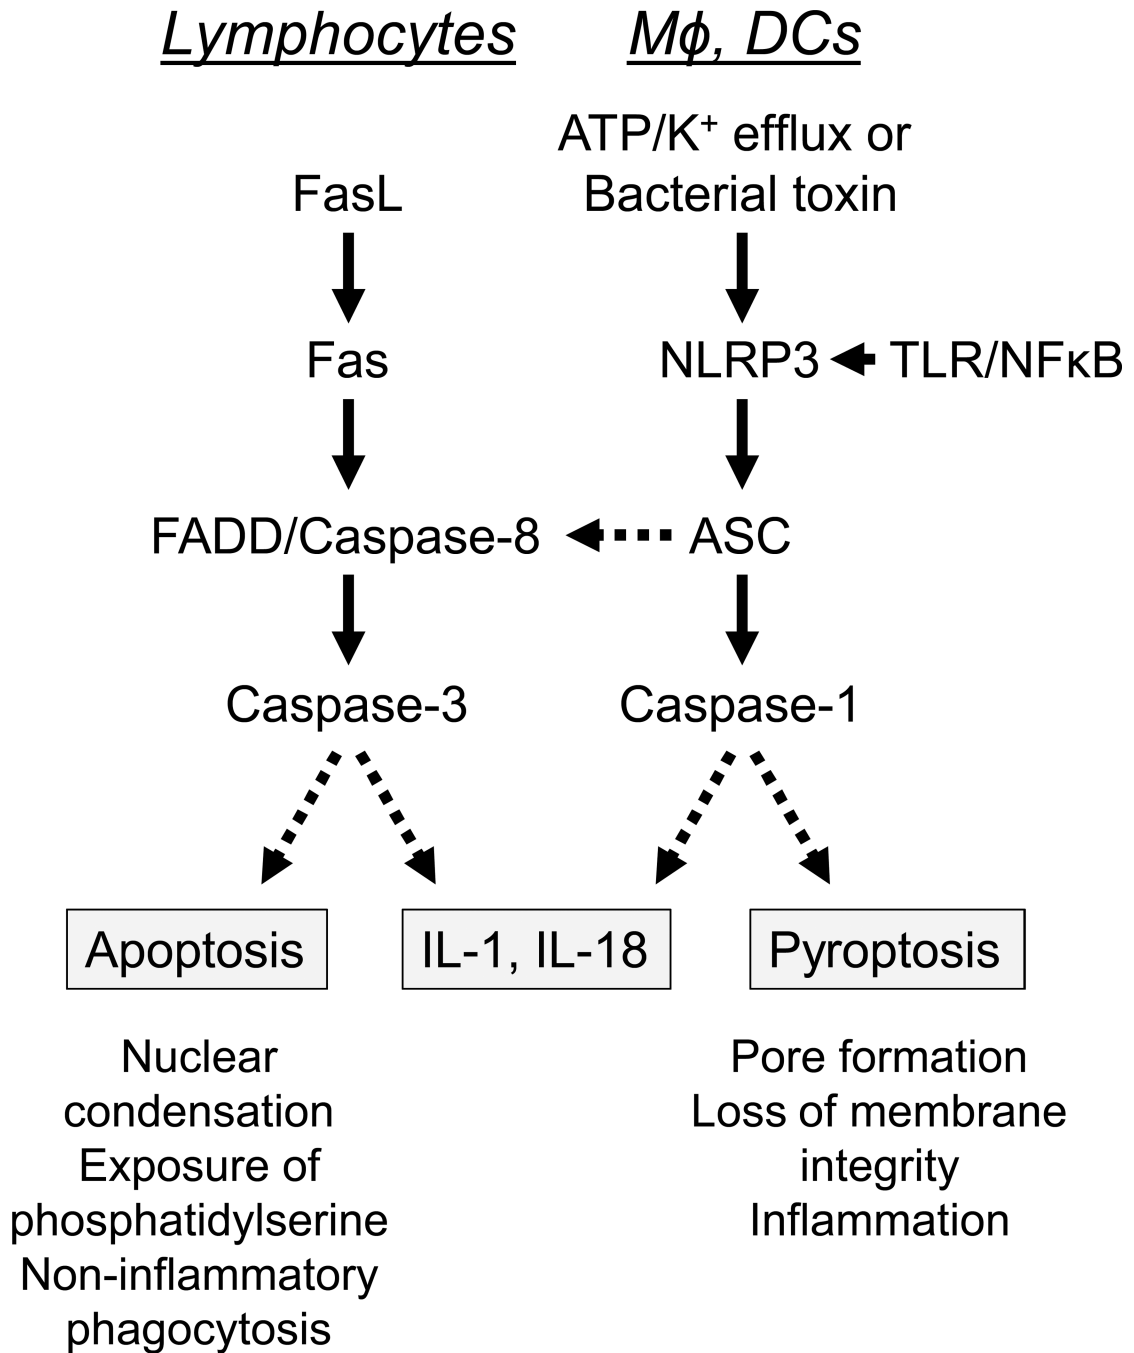 Lymphocytes
Mϕ, DCs
ATP/K⁺ efflux or
Bacterial toxin
FasL
Fas
NLRP3
TLR/NFκB
FADD/Caspase-8
ASC
Caspase-3
Caspase-1
Apoptosis
IL-1, IL-18
Pyroptosis
Nuclear
condensation
Exposure of
phosphatidylserine
Non-inflammatory
phagocytosis
Pore formation
Loss of membrane
integrity
Inflammation